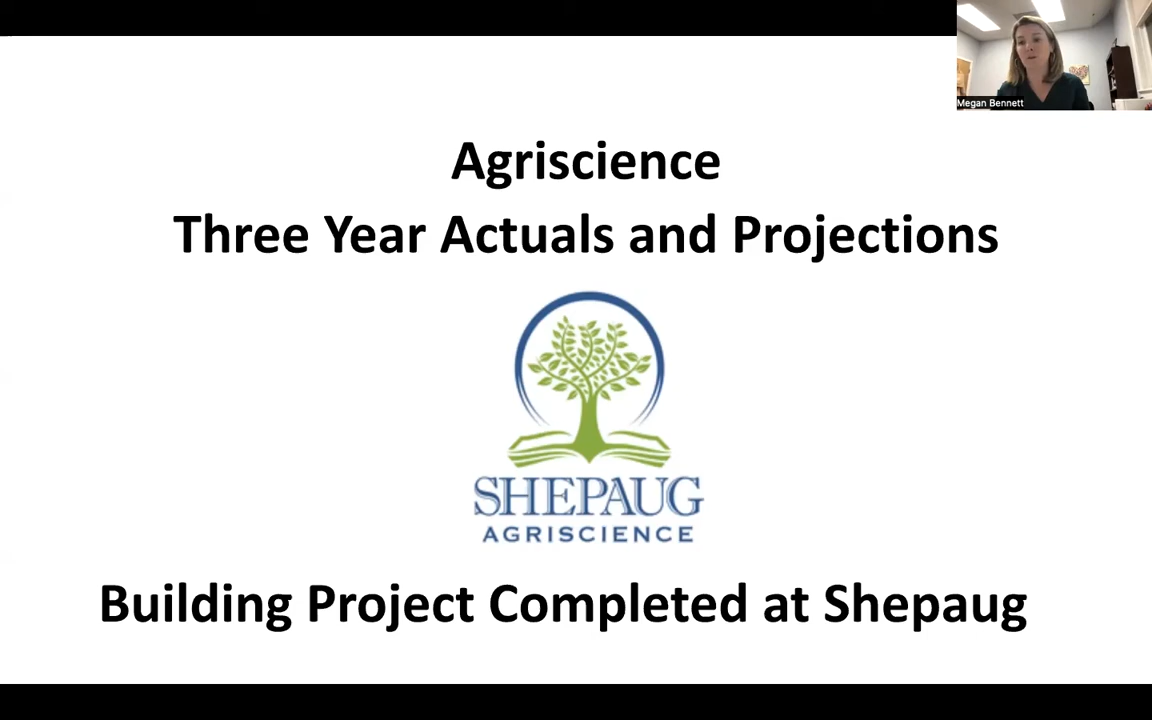 Megan Bennett
Agriscience
Three Year Actuals and Projections
SHEPAUG
AGRISCIENCE
Building Project Completed at Shepaug